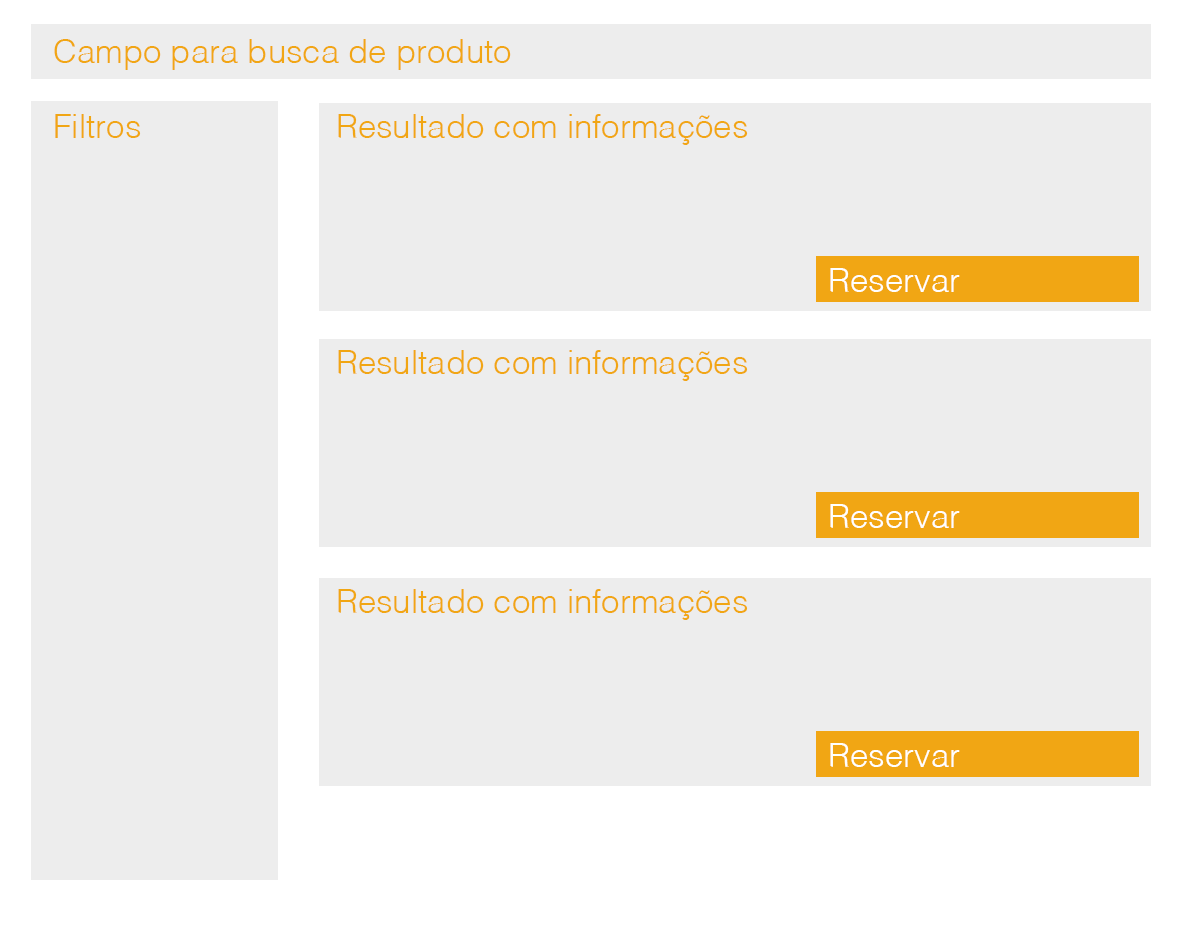 Campo para busca de produto
Filtros
Resultado com informações
Reservar
Resultado com informações
Reservar
Resultado com informações
Reservar